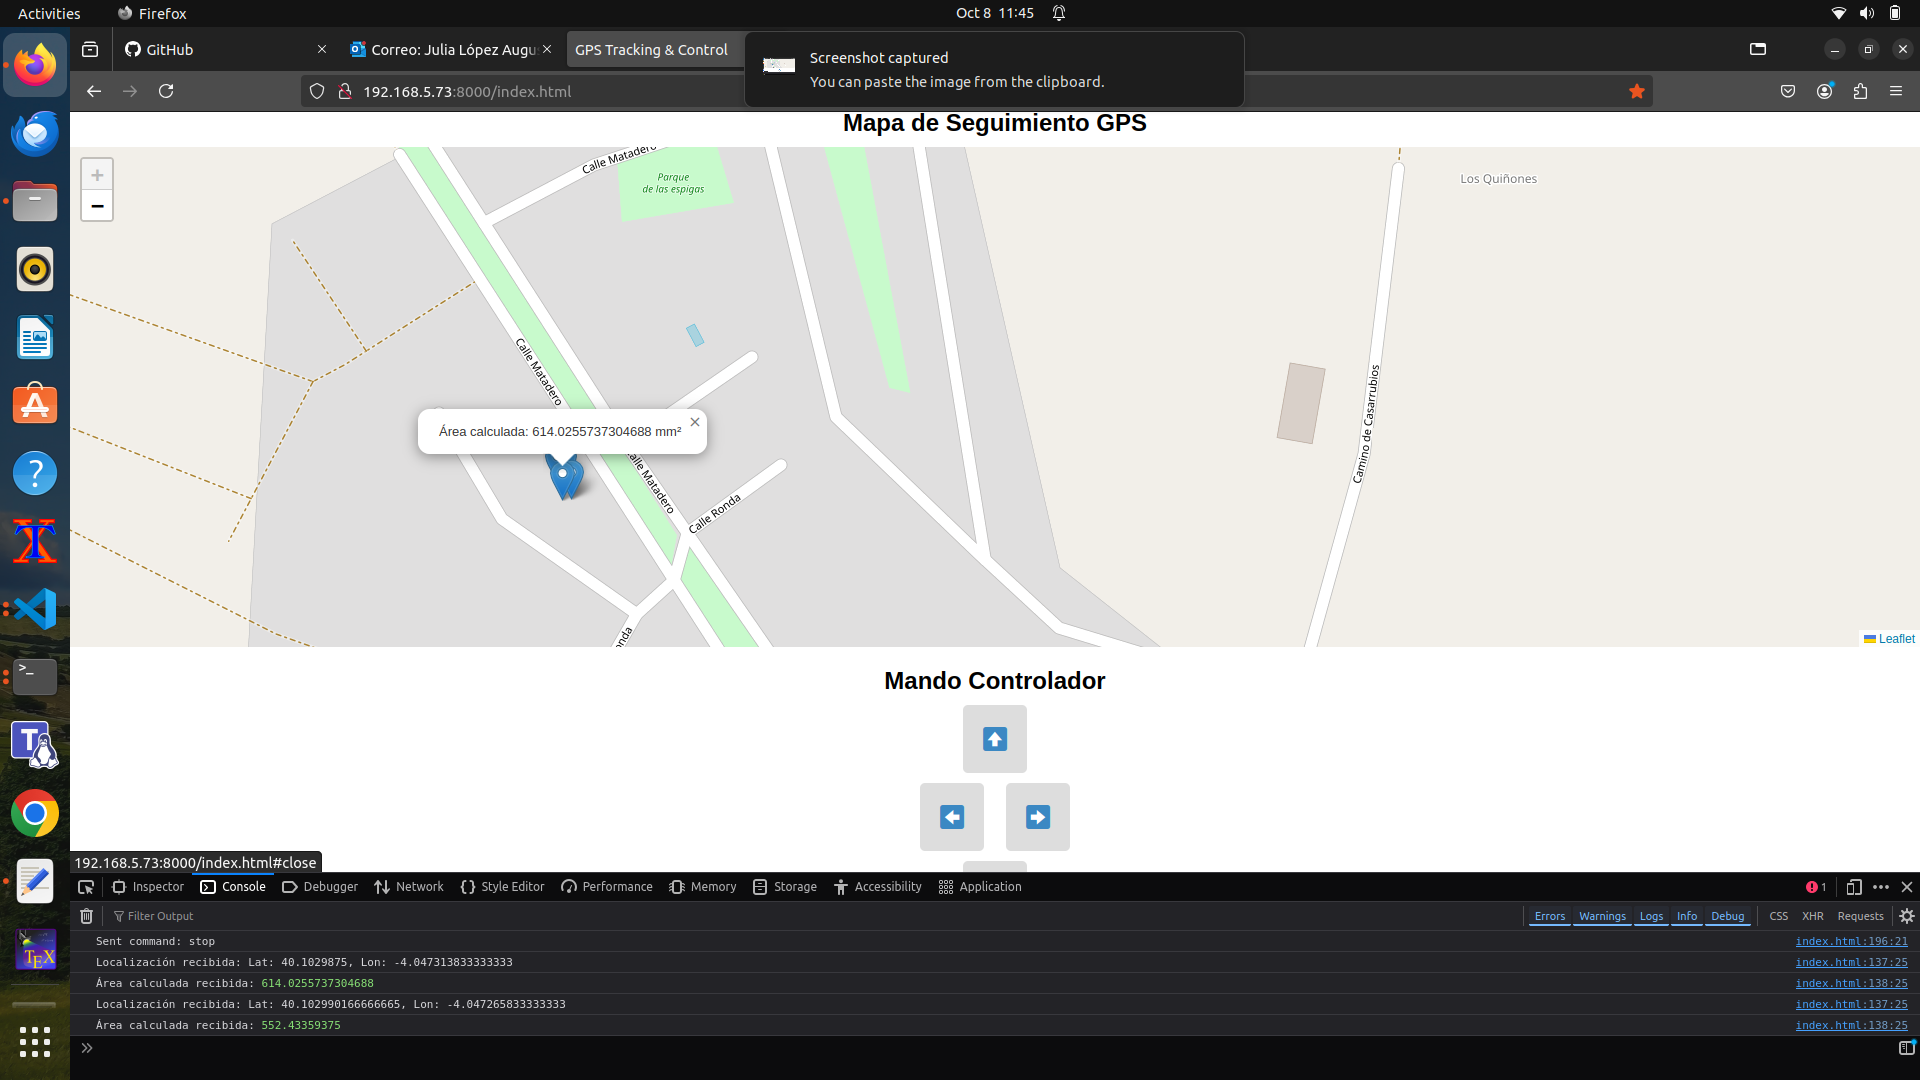 Activities
Firefox
Oct 8 11:45
GitHub
Correo: Julia López Augu
GPS Tracking & Control
Screenshot captured
You can paste the image from the clipboard.
192.168.5.73:8000/index.html
Mapa de Seguimiento GPS
+
−
Calle Matadero
Parque
de las espigas
Los Quiñones
Calle Matadero
Camino de Casarrubios
Área calculada: 614.0255737304688 mm²
×
alle Matadero
Calle Ronda
onda
Leaflet
Mando Controlador
192.168.5.73:8000/index.html#close
Inspector
Console
Debugger
Network
Style Editor
Performance
Memory
Storage
Accessibility
Application
1
Filter Output
Errors
Warnings
Logs
Info
Debug
CSS
XHR
Requests
Sent command: stop
index.html:196:21
Localización recibida: Lat: 40.1029875, Lon: -4.047313833333333
index.html:137:25
Área calculada recibida: 614.0255737304688
index.html:138:25
Localización recibida: Lat: 40.102990166666665, Lon: -4.047265833333333
index.html:137:25
Área calculada recibida: 552.43359375
index.html:138:25